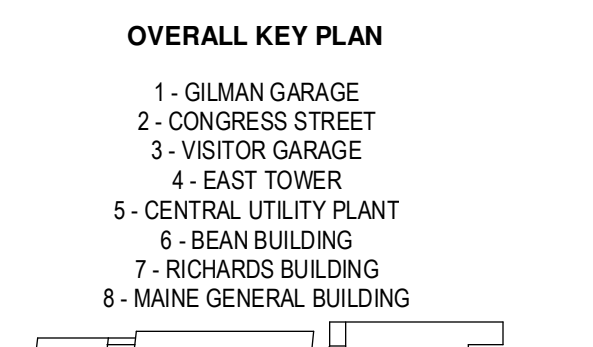 OVERALL KEY PLAN
1 - GILMAN GARAGE
2 - CONGRESS STREET
3 - VISITOR GARAGE
4 - EAST TOWER
5 - CENTRAL UTILITY PLANT
6 - BEAN BUILDING
7 - RICHARDS BUILDING
8 - MAINE GENERAL BUILDING